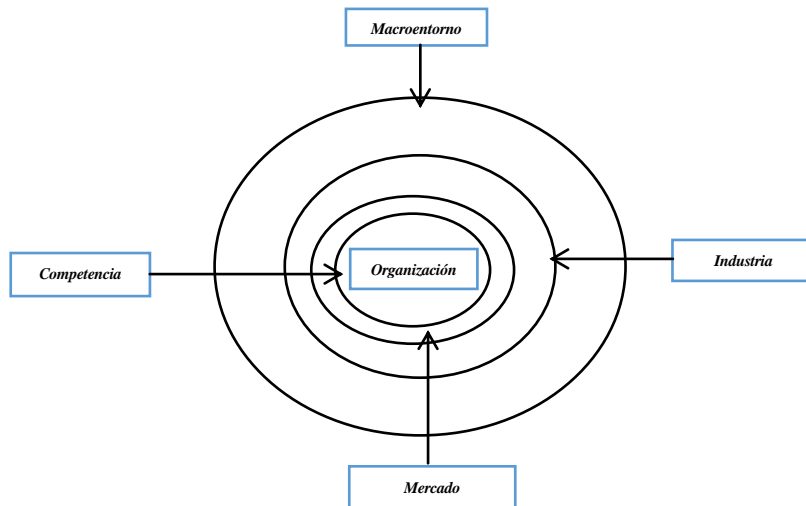 Macroentorno
Competencia
Organización
Industria
Mercado